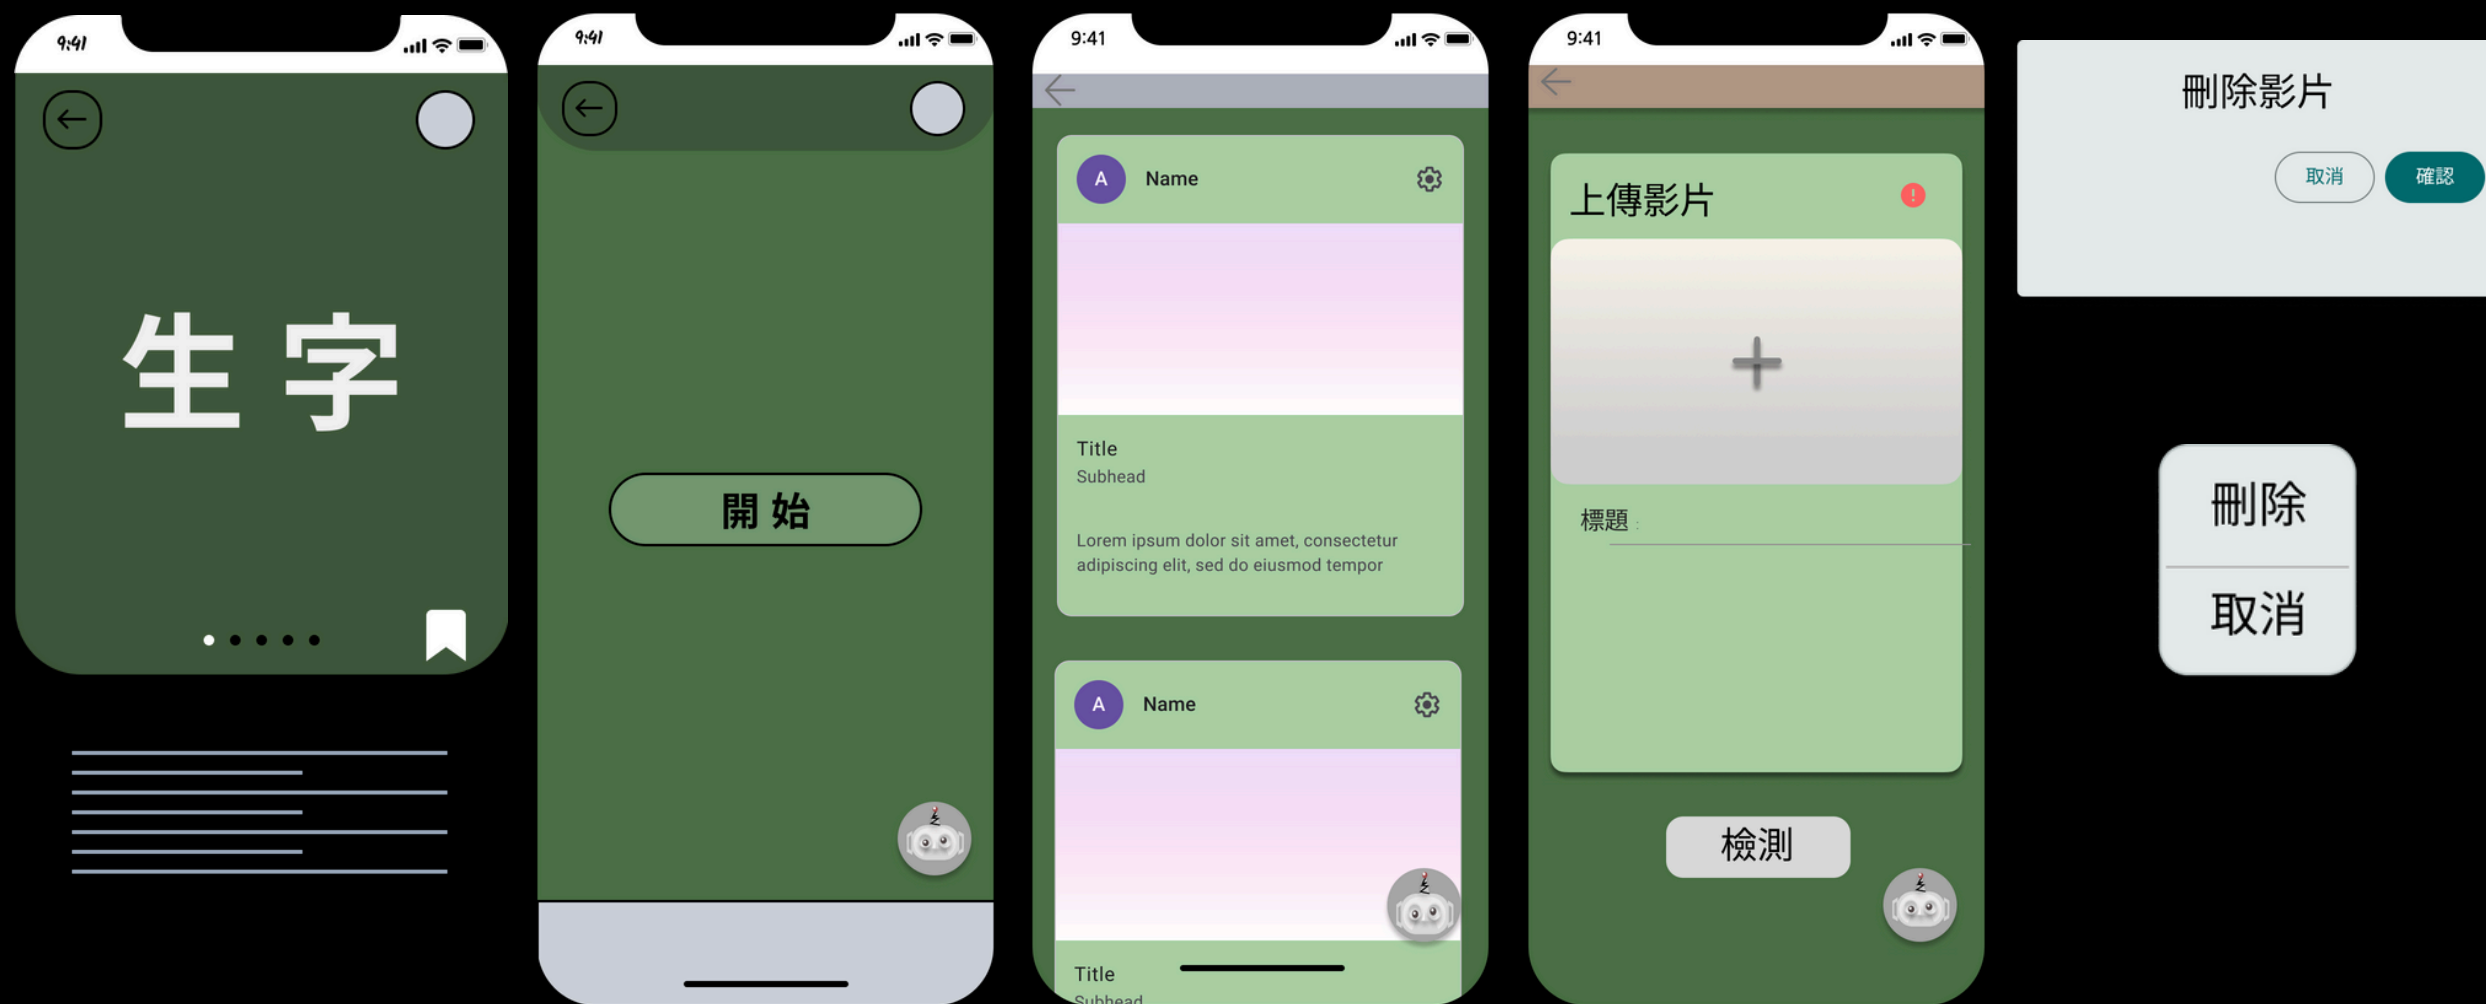 9:41
生字
9:41
開始
9:41
A Name
Title
Subhead
Lorem ipsum dolor sit amet, consectetur
adipiscing elit, sed do eiusmod tempor
A Name
Title
Subhead
9:41
上傳影片
標題 :
檢測
刪除影片
取消 確認
刪除
取消